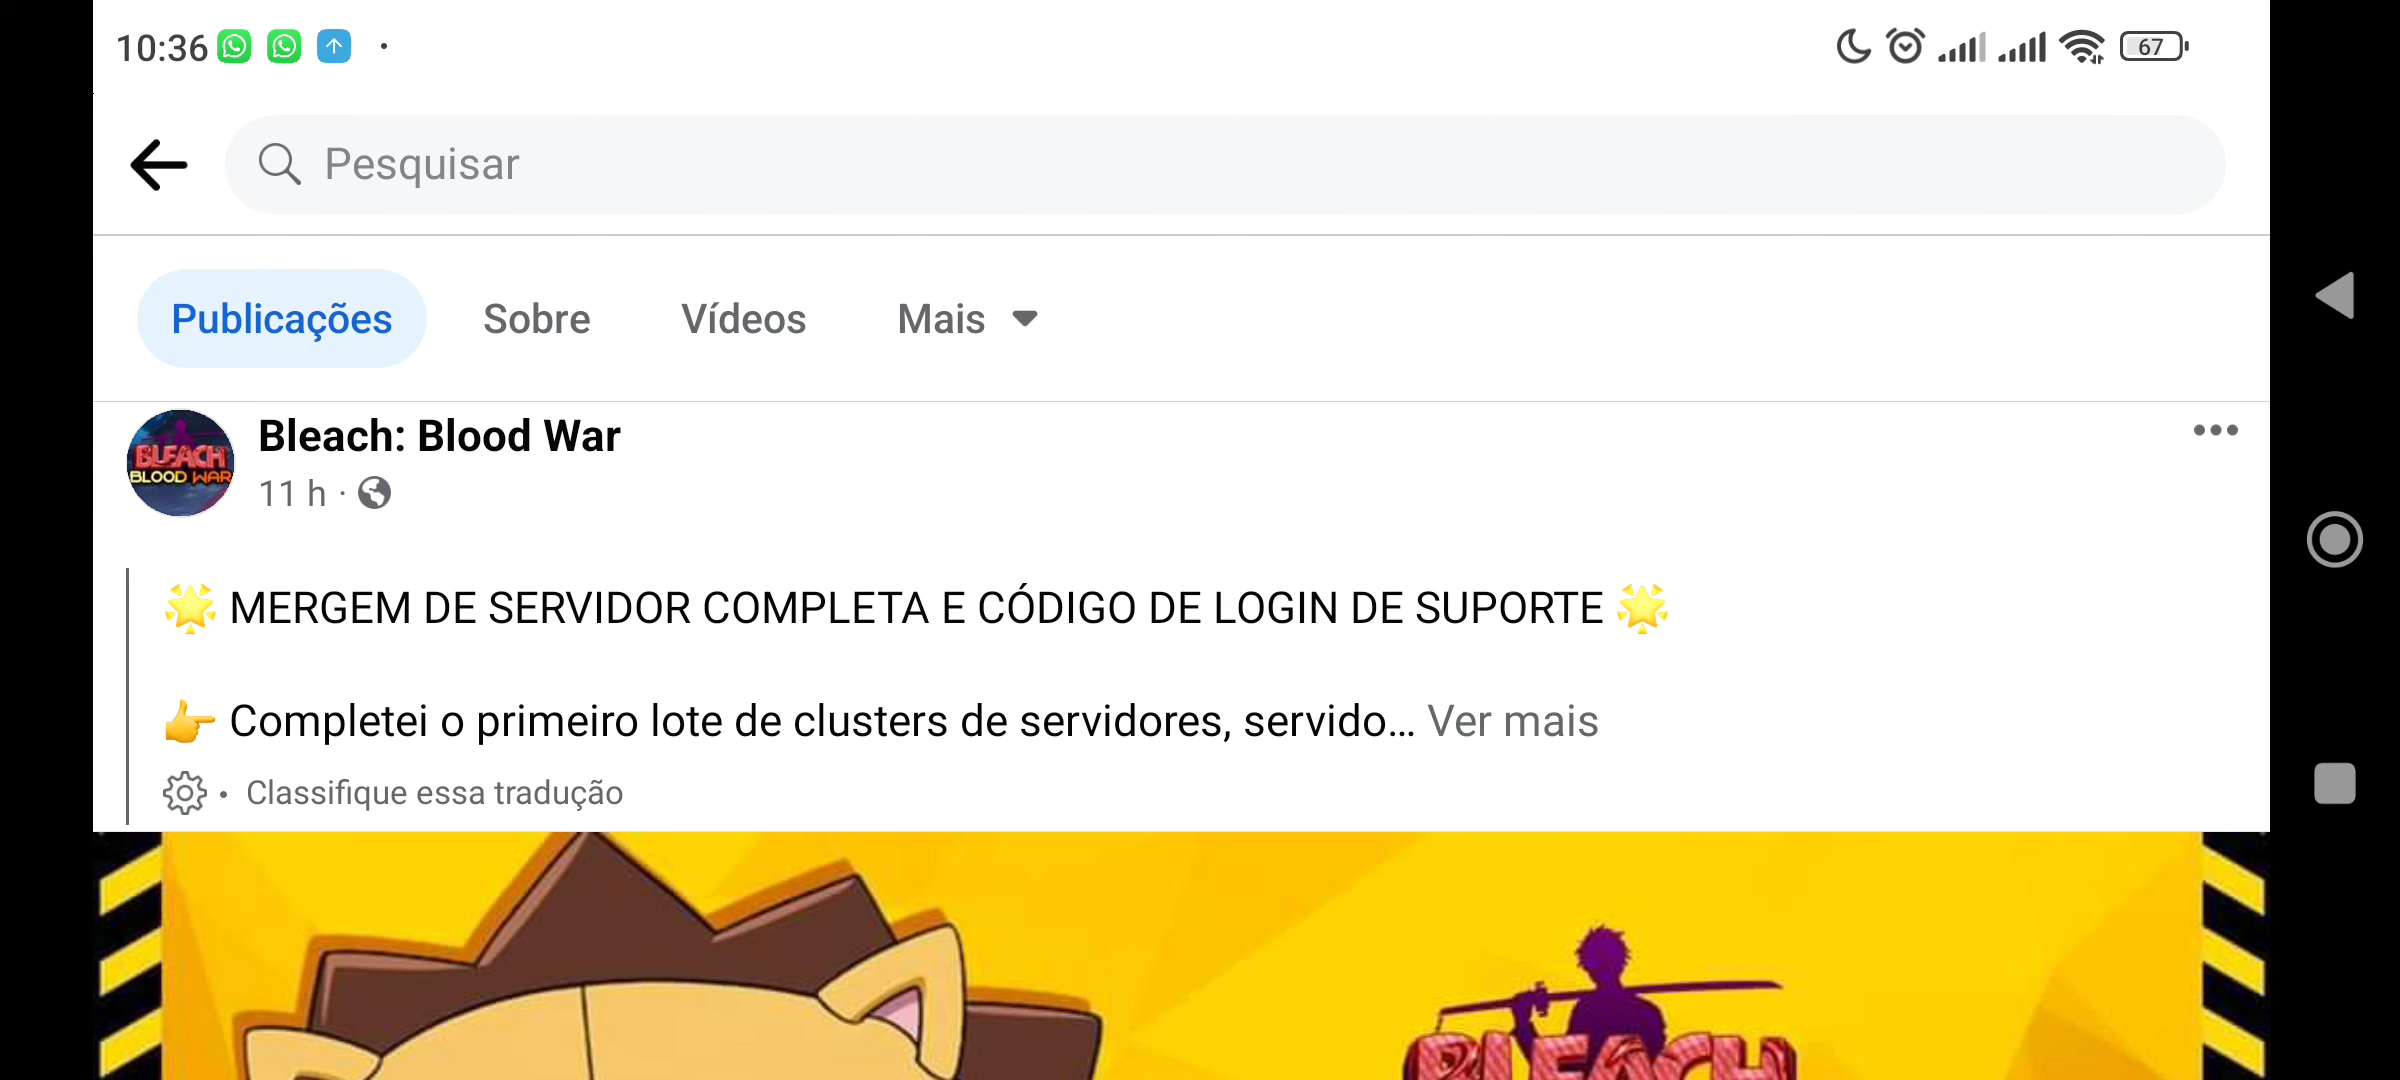 10:36
67
Pesquisar
Publicações Sobre Vídeos Mais
BLEACH
BLOOD WAR
Bleach: Blood War
11 h ·
🌟 MERGEM DE SERVIDOR COMPLETA E CÓDIGO DE LOGIN DE SUPORTE 🌟
👉 Completei o primeiro lote de clusters de servidores, servido... Ver mais
• Classifique essa tradução
BLEACH